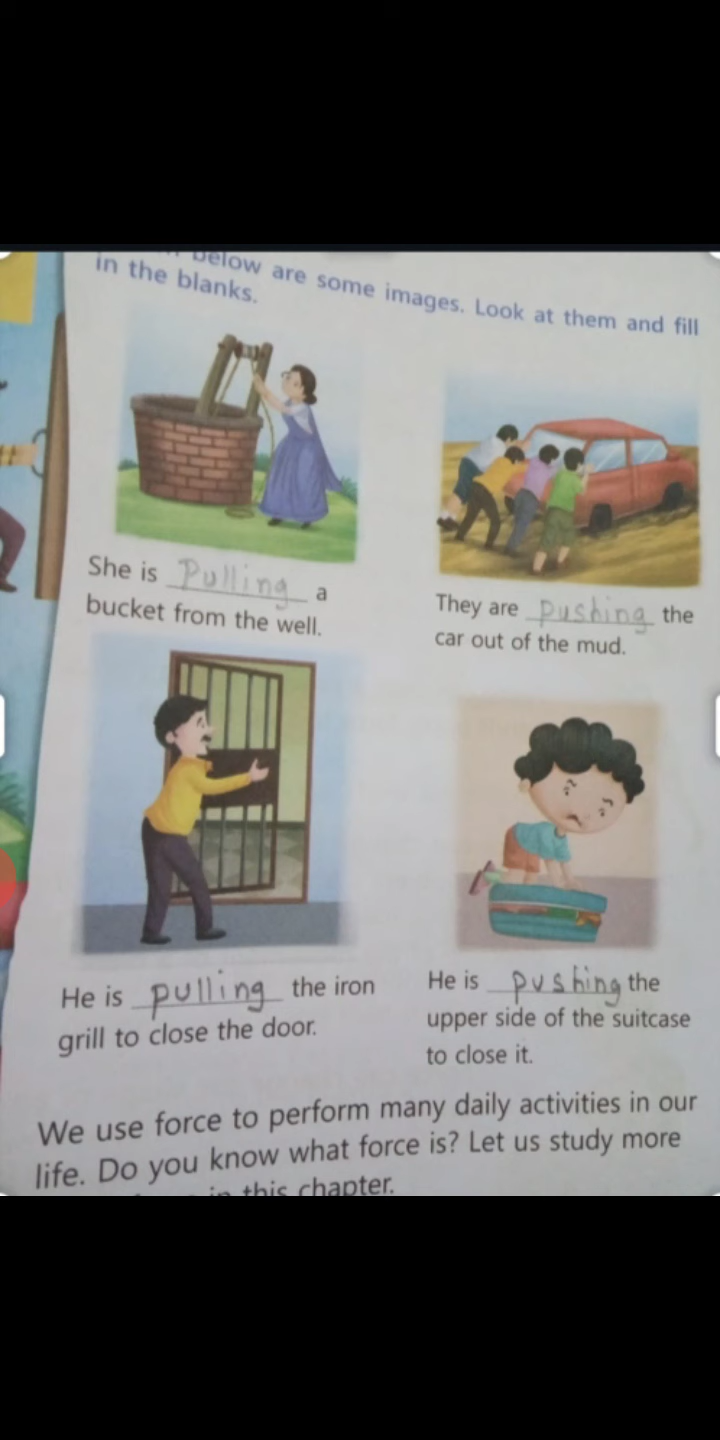 below are some images. Look at them and fill
in the blanks.
She is Pulling a
bucket from the well.
They are pushing the
car out of the mud.
He is pulling the iron
grill to close the door.
He is pushing the
upper side of the suitcase
to close it.
We use force to perform many daily activities in our
life. Do you know what force is? Let us study more
in this chapter.